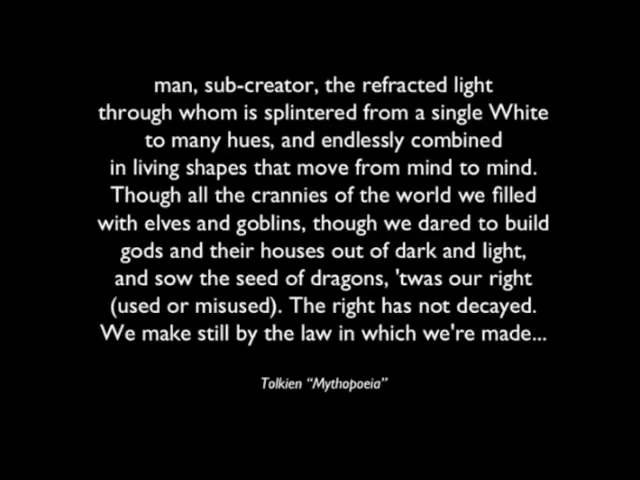 man, sub-creator, the refracted light
through whom is splintered from a single White
to many hues, and endlessly combined
in living shapes that move from mind to mind.
Though all the crannies of the world we filled
with elves and goblins, though we dared to build
gods and their houses out of dark and light,
and sow the seed of dragons, 'twas our right
(used or misused). The right has not decayed.
We make still by the law in which we're made...
Tolkien “Mythopoeia”